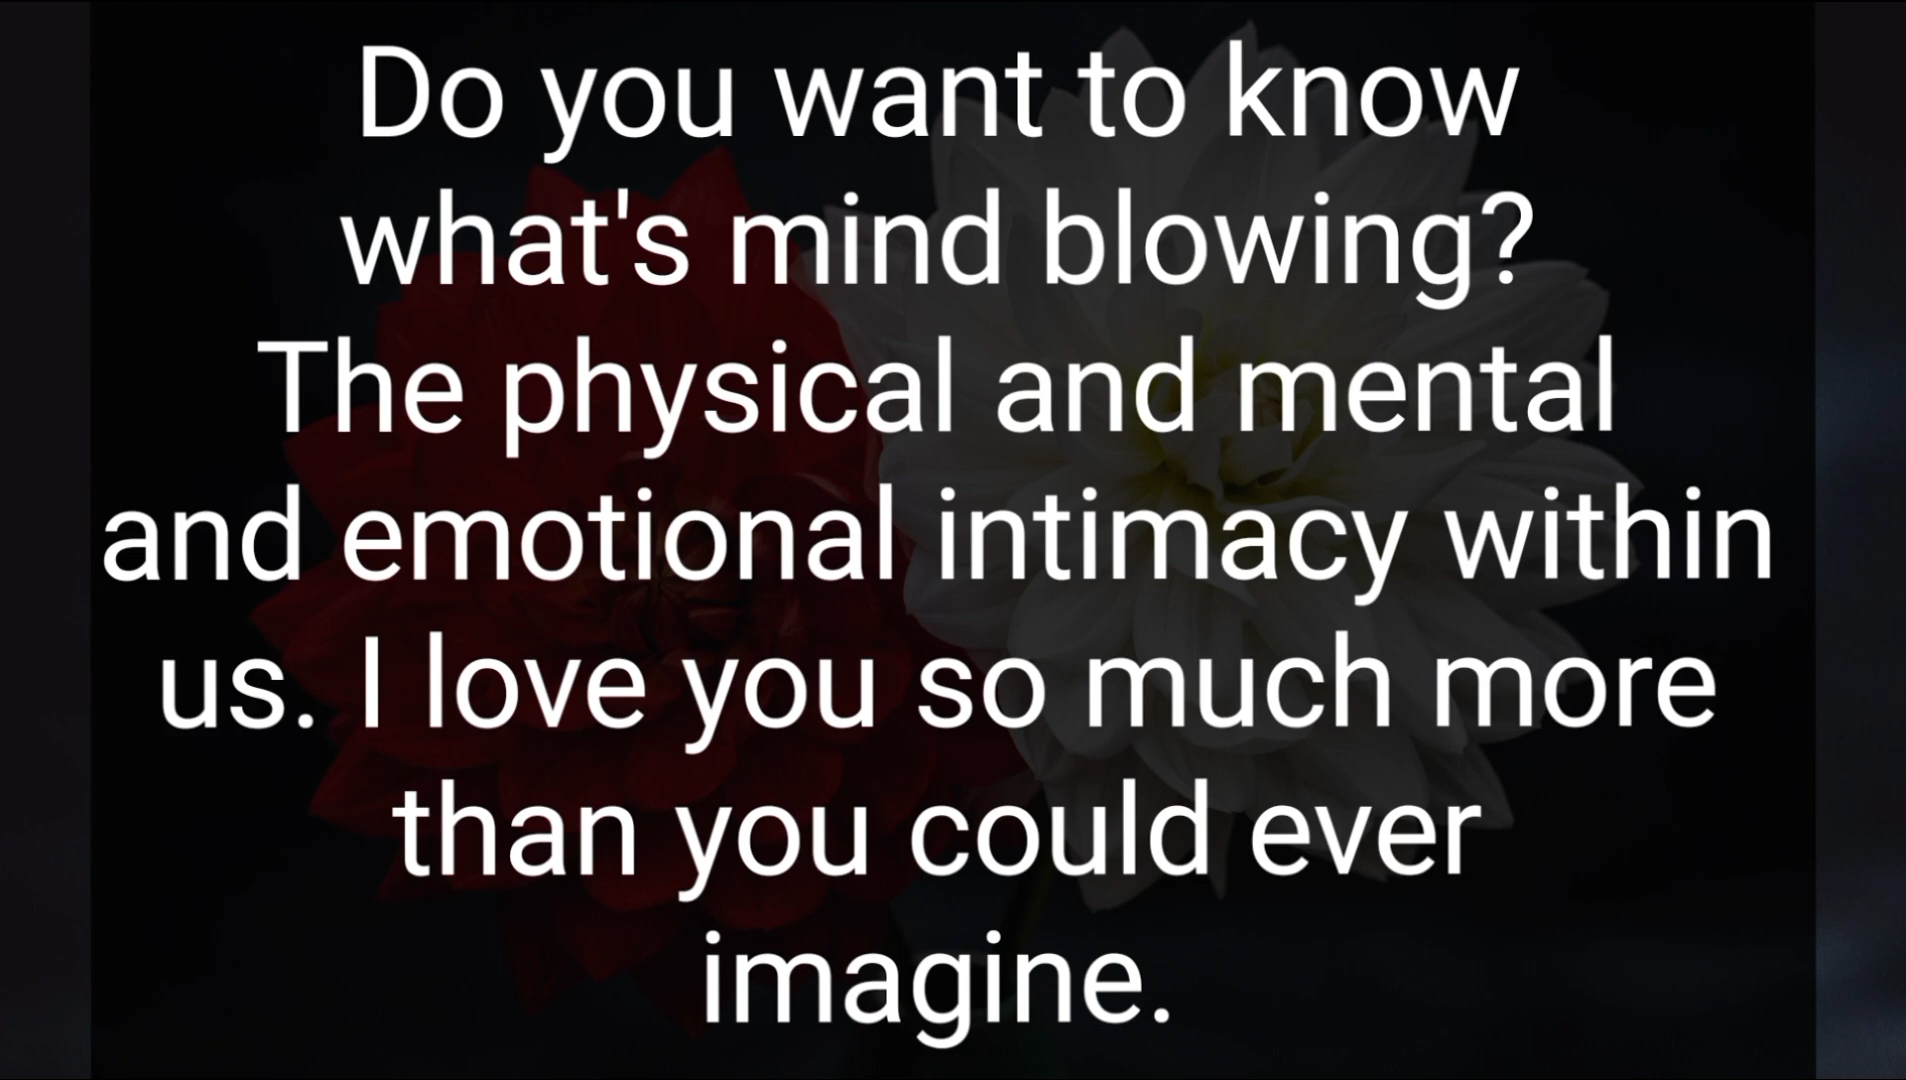 Do you want to know
what's mind blowing?
The physical and mental
and emotional intimacy within
us. I love you so much more
than you could ever
imagine.